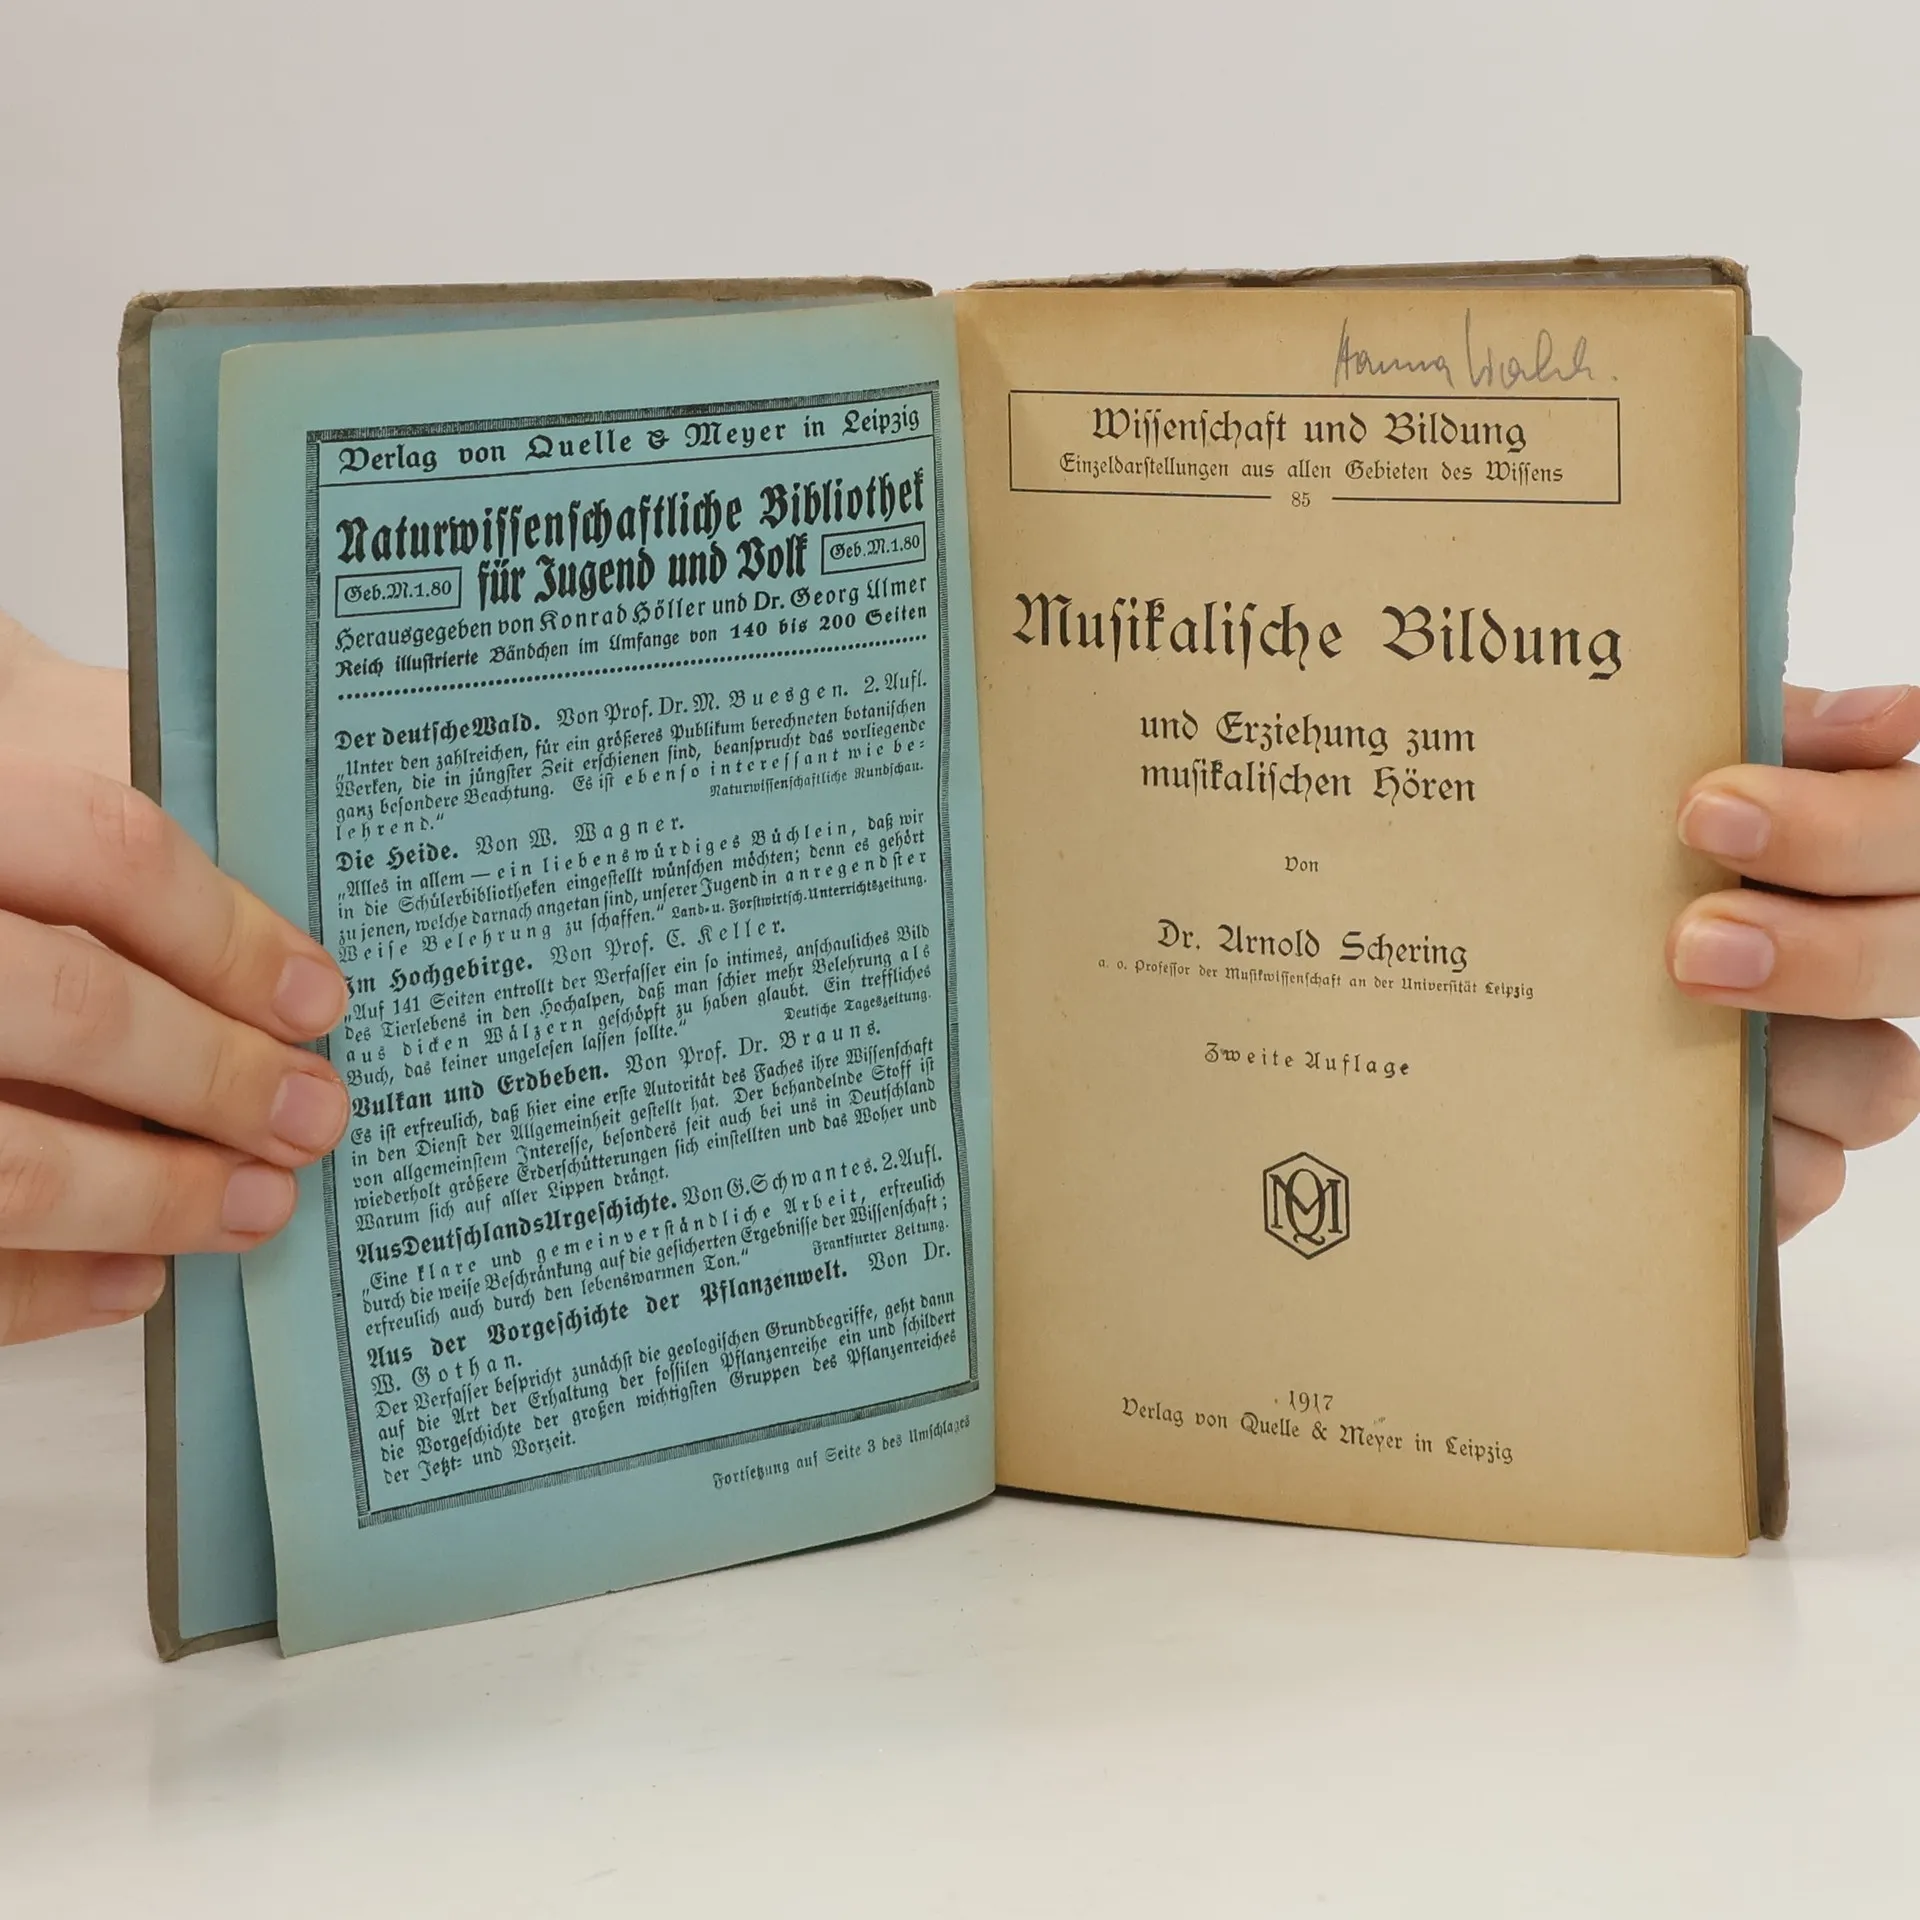 Verlag von Quelle & Meyer in Leipzig
Naturwissenschaftliche Bibliothek
für Jugend und Volk
Geb.M.1.80
Geb.M.1.80
Herausgegeben von Konrad Höller und Dr. Georg Ulmer
Reich illustrierte Bändchen im Umfange von 140 bis 200 Seiten
Der deutsche Wald. Von Prof. Dr. M. Buesgen. 2. Aufl.
„Unter den zahlreichen, für ein größeres Publikum berechneten botanischen
Werken, die in jüngster Zeit erschienen sind, beansprucht das vorliegende
ganz besondere Beachtung. Es ist ebenso interessant wie be-
lehrend.“
Naturwissenschaftliche Rundschau.
Die Heide. Von W. Wagner.
„Alles in allem — ein liebenswürdiges Büchlein, daß wir
in die Schülerbibliotheken eingestellt wünschen möchten; denn es gehört
zu jenen, welche darnach angetan sind, unserer Jugend in anregendster
Weise Belehrung zu schaffen.“ Land- u. Forstwirtsch. Unterrichtszeitung.
Im Hochgebirge. Von Prof. C. Keller.
„Auf 141 Seiten entrollt der Verfasser ein so intimes, anschauliches Bild
des Tierlebens in den Hochalpen, daß man schier mehr Belehrung als
aus dicken Wälzern geschöpft zu haben glaubt. Ein treffliches
Buch, das keiner ungelesen lassen sollte.“
Deutsche Tageszeitung.
Vulkan und Erdbeben. Von Prof. Dr. Brauns.
Es ist erfreulich, daß hier eine erste Autorität des Faches ihre Wissenschaft
in den Dienst der Allgemeinheit gestellt hat. Der behandelnde Stoff ist
von allgemeinstem Interesse, besonders seit auch bei uns in Deutschland
wiederholt größere Erderschütterungen sich einstellten und das Woher und
Warum sich auf aller Lippen drängt.
Aus Deutschlands Urgeschichte. Von G. Schwantes. 2. Aufl.
„Eine klare und gemeinverständliche Arbeit, erfreulich
durch die weise Beschränkung auf die gesicherten Ergebnisse der Wissenschaft;
erfreulich auch durch den lebenswarmen Ton.“
Frankfurter Zeitung.
Aus der Vorgeschichte der Pflanzenwelt. Von Dr.
W. Gothan.
Der Verfasser bespricht zunächst die geologischen Grundbegriffe, geht dann
auf die Art der Erhaltung der fossilen Pflanzenreihe ein und schildert
die Vorgeschichte der großen wichtigsten Gruppen des Pflanzenreiches
der Jetzt- und Vorzeit.
Fortsetzung auf Seite 3 des Umschlages
Hanna
Wissenschaft und Bildung
Einzeldarstellungen aus allen Gebieten des Wissens
85
Musikalische Bildung
und Erziehung zum
musikalischen Hören
Von
Dr. Arnold Schering
a. o. Professor der Musikwissenschaft an der Universität Leipzig
Zweite Auflage
QM
1917
Verlag von Quelle & Meyer in Leipzig